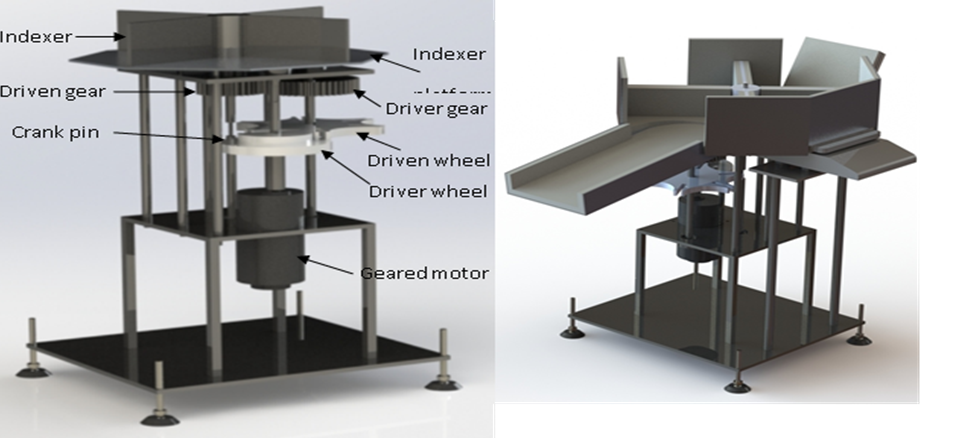 Indexer
Indexer
Driven gear
Driver gear
Crank pin
Driven wheel
Driver wheel
Geared motor